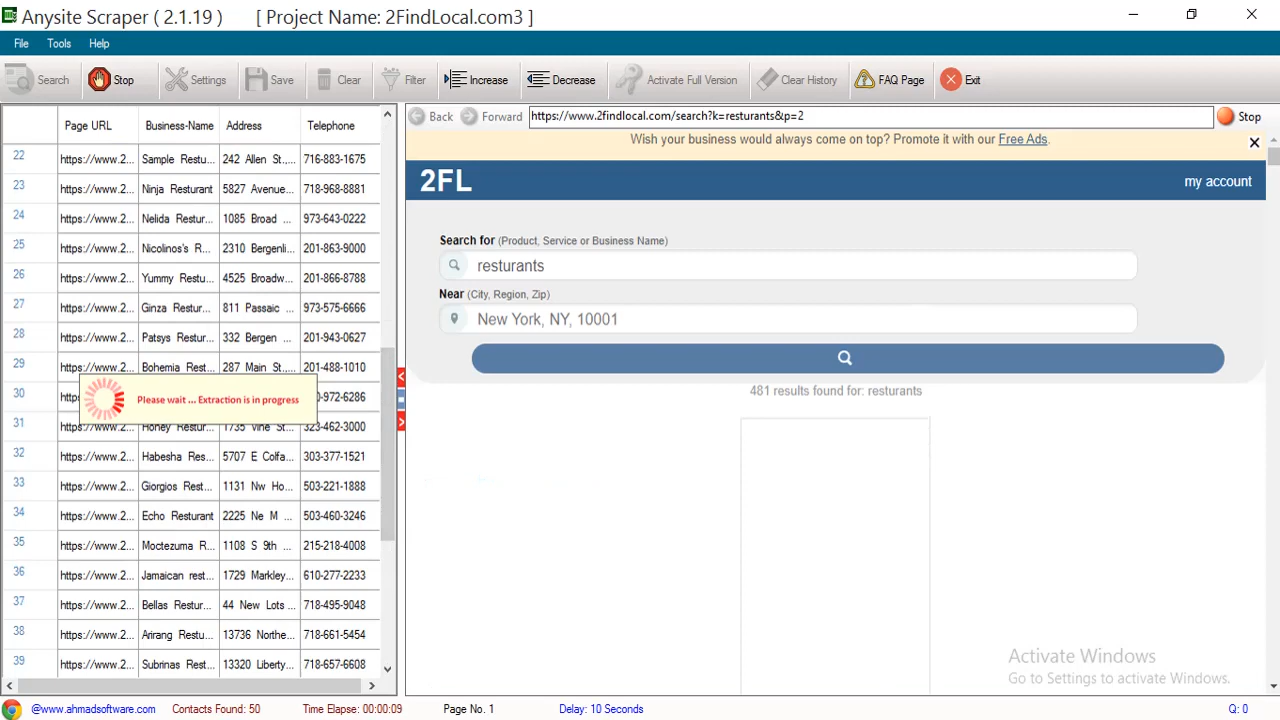 Anysite Scraper ( 2.1.19 ) [ Project Name: 2FindLocal.com3 ]
File Tools Help
Search Stop Settings Save Clear Filter Increase Decrease Activate Full Version Clear History FAQ Page Exit
Page URL Business-Name Address Telephone
22 https://www.2... Sample Restu... 242 Allen St.,... 716-883-1675
23 https://www.2... Ninja Resturant 5827 Avenue... 718-968-8881
24 https://www.2... Nelida Restur... 1085 Broad ... 973-643-0222
25 https://www.2... Nicolinos's R... 2310 Bergenli... 201-863-9000
26 https://www.2... Yummy Restu... 4525 Broadw... 201-866-8788
27 https://www.2... Ginza Restur... 811 Passaic ... 973-575-6666
28 https://www.2... Patsys Restur... 332 Bergen ... 201-943-0627
29 https://www.2... Bohemia Rest... 287 Main St.... 201-488-1010
30 http 0-972-6286
Please wait ... Extraction is in progress
31 https://www.2... Honey Restur... 1735 Vine St... 323-462-3000
32 https://www.2... Habesha Res... 5707 E Colfa... 303-377-1521
33 https://www.2... Giorgios Rest... 1131 Nw Ho... 503-221-1888
34 https://www.2... Echo Resturant 2225 Ne M ... 503-460-3246
35 https://www.2... Moctezuma R... 1108 S 9th ... 215-218-4008
36 https://www.2... Jamaican rest... 1729 Markley... 610-277-2233
37 https://www.2... Bellas Restur... 44 New Lots ... 718-495-9048
38 https://www.2... Arirang Restu... 13736 Northe... 718-661-5454
39 https://www.2... Subrinas Rest... 13320 Liberty... 718-657-6608
Back Forward https://www.2findlocal.com/search?k=resturants&p=2 Stop
Wish your business would always come on top? Promote it with our Free Ads.
2FL my account
Search for (Product, Service or Business Name)
resturants
Near (City, Region, Zip)
New York, NY, 10001
481 results found for: resturants
Activate Windows
Go to Settings to activate Windows.
@www.ahmadsoftware.com Contacts Found: 50 Time Elapse: 00:00:09 Page No. 1 Delay: 10 Seconds Q: 0